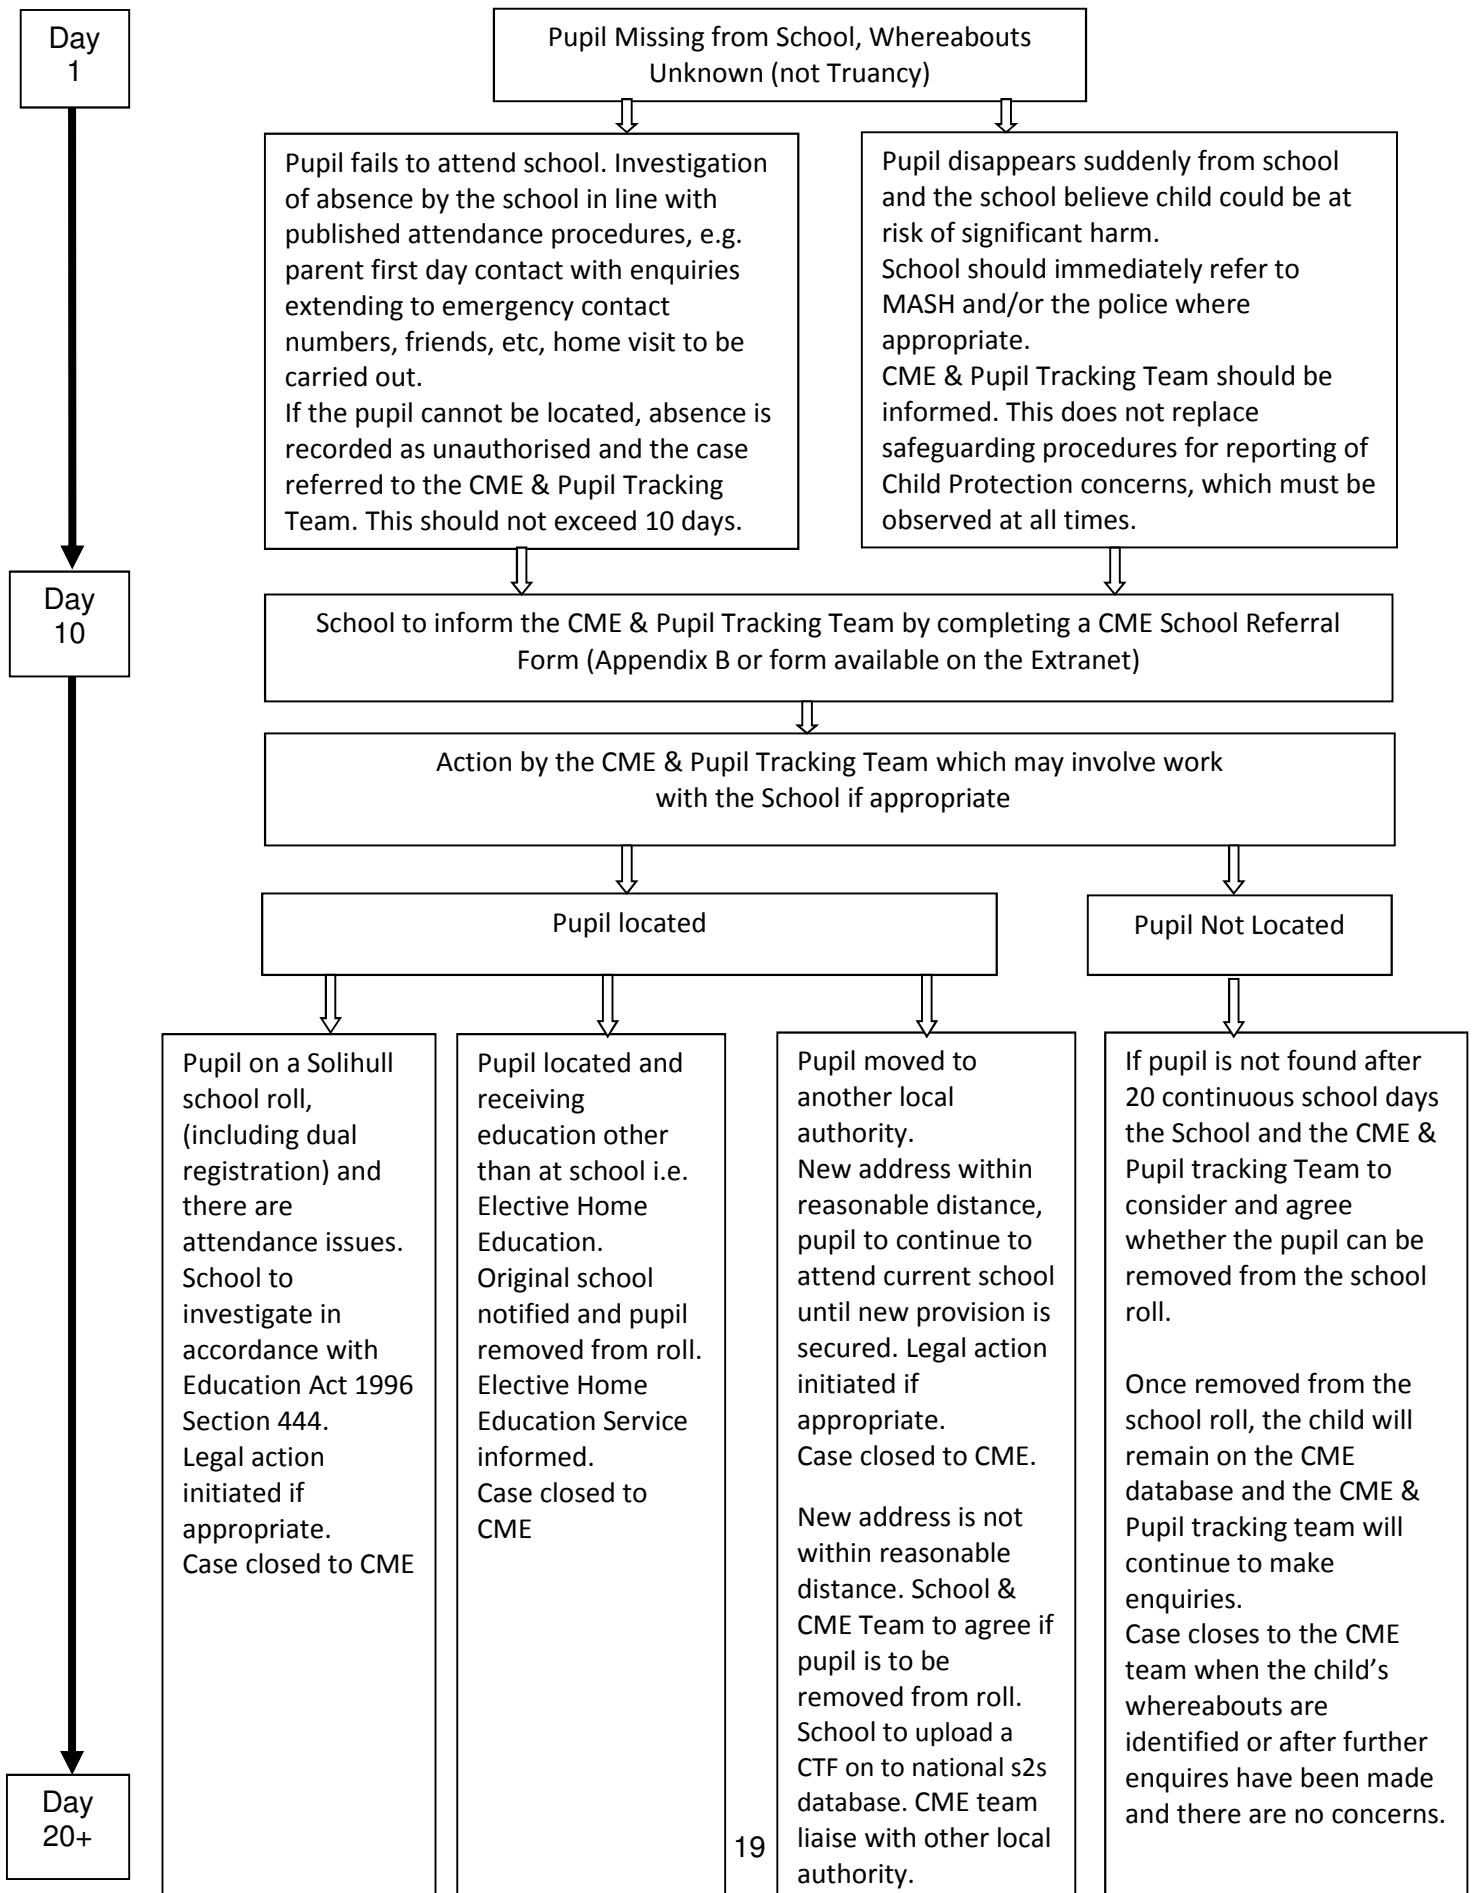 Day
1
Pupil Missing from School, Whereabouts
Unknown (not Truancy)
Pupil fails to attend school. Investigation
of absence by the school in line with
published attendance procedures, e.g.
parent first day contact with enquiries
extending to emergency contact
numbers, friends, etc, home visit to be
carried out.
If the pupil cannot be located, absence is
recorded as unauthorised and the case
referred to the CME & Pupil Tracking
Team. This should not exceed 10 days.
Pupil disappears suddenly from school
and the school believe child could be at
risk of significant harm.
School should immediately refer to
MASH and/or the police where
appropriate.
CME & Pupil Tracking Team should be
informed. This does not replace
safeguarding procedures for reporting of
Child Protection concerns, which must be
observed at all times.
Day
10
School to inform the CME & Pupil Tracking Team by completing a CME School Referral
Form (Appendix B or form available on the Extranet)
Action by the CME & Pupil Tracking Team which may involve work
with the School if appropriate
Pupil located
Pupil Not Located
Pupil on a Solihull
school roll,
(including dual
registration) and
there are
attendance issues.
School to
investigate in
accordance with
Education Act 1996
Section 444.
Legal action
initiated if
appropriate.
Case closed to CME
Pupil located and
receiving
education other
than at school i.e.
Elective Home
Education.
Original school
notified and pupil
removed from roll.
Elective Home
Education Service
informed.
Case closed to
CME
Pupil moved to
another local
authority.
New address within
reasonable distance,
pupil to continue to
attend current school
until new provision is
secured. Legal action
initiated if
appropriate.
Case closed to CME.
New address is not
within reasonable
distance. School &
CME Team to agree if
pupil is to be
removed from roll.
School to upload a
CTF on to national s2s
database. CME team
liaise with other local
authority.
If pupil is not found after
20 continuous school days
the School and the CME &
Pupil tracking Team to
consider and agree
whether the pupil can be
removed from the school
roll.
Once removed from the
school roll, the child will
remain on the CME
database and the CME &
Pupil tracking team will
continue to make
enquiries.
Case closes to the CME
team when the child's
whereabouts are
identified or after further
enquires have been made
and there are no concerns.
Day
20+
19